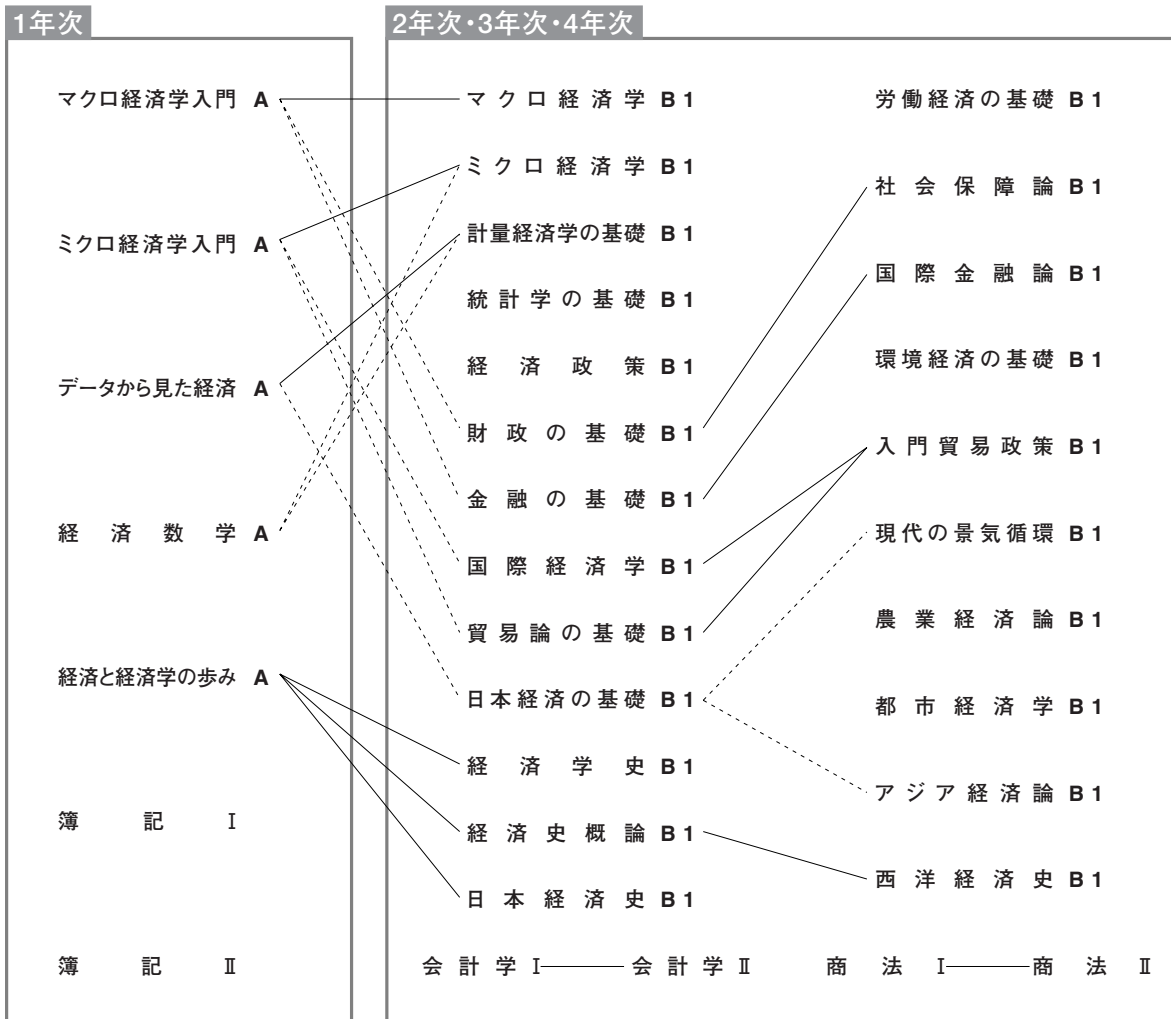 1年次
マクロ経済学入門 A
ミクロ経済学入門 A
データから見た経済 A
経済数学 A
経済と経済学の歩み A
簿記Ⅰ
簿記Ⅱ
2年次・3年次・4年次
マクロ経済学 B1
ミクロ経済学 B1
計量経済学の基礎 B1
統計学の基礎 B1
経済政策 B1
財政の基礎 B1
金融の基礎 B1
国際経済学 B1
貿易論の基礎 B1
日本経済の基礎 B1
経済学史 B1
経済史概論 B1
日本経済史 B1
労働経済の基礎 B1
社会保障論 B1
国際金融論 B1
環境経済の基礎 B1
入門貿易政策 B1
現代の景気循環 B1
農業経済論 B1
都市経済学 B1
アジア経済論 B1
西洋経済史 B1
会計学Ⅰ 会計学Ⅱ 商法Ⅰ 商法Ⅱ